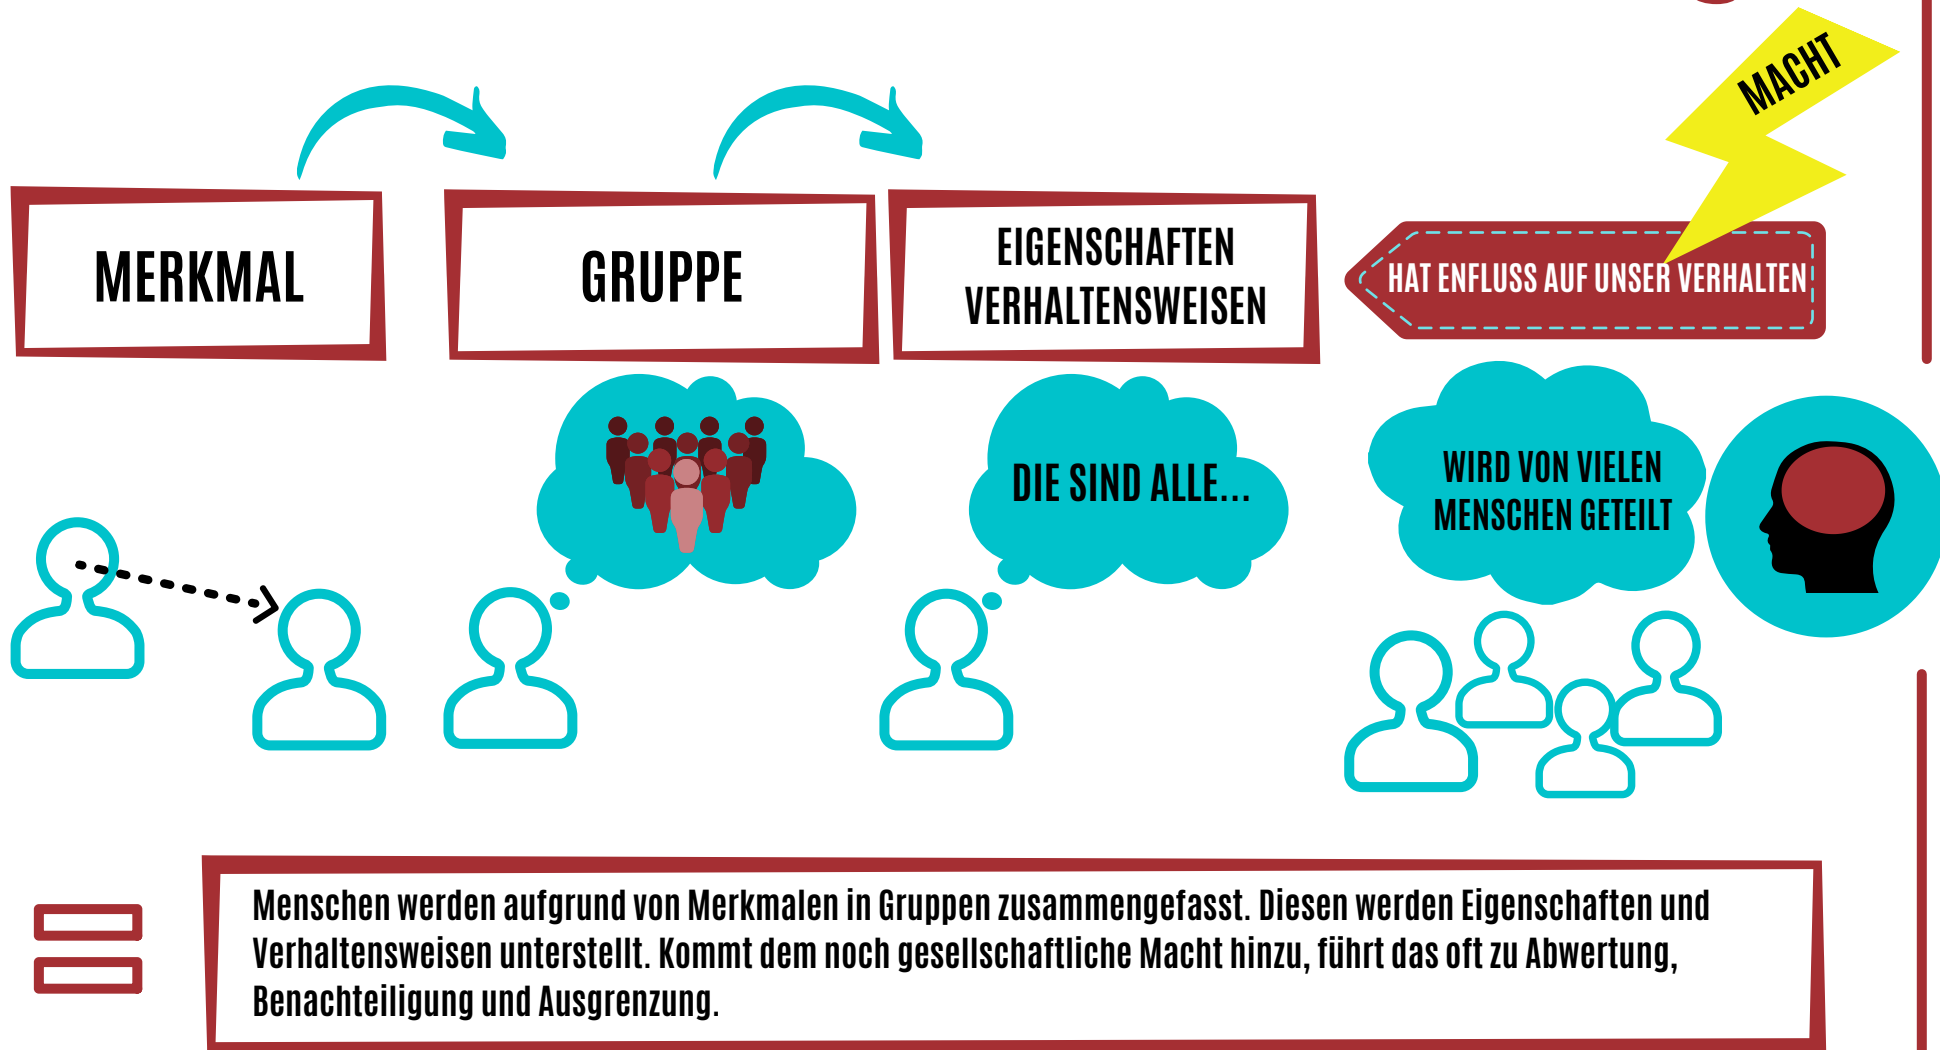 MACHT
MERKMAL
GRUPPE
EIGENSCHAFTEN
VERHALTENSWEISEN
HAT ENFLUSS AUF UNSER VERHALTEN
DIE SIND ALLE...
WIRD VON VIELEN
MENSCHEN GETEILT
Menschen werden aufgrund von Merkmalen in Gruppen zusammengefasst. Diesen werden Eigenschaften und
Verhaltensweisen unterstellt. Kommt dem noch gesellschaftliche Macht hinzu, führt das oft zu Abwertung,
Benachteiligung und Ausgrenzung.